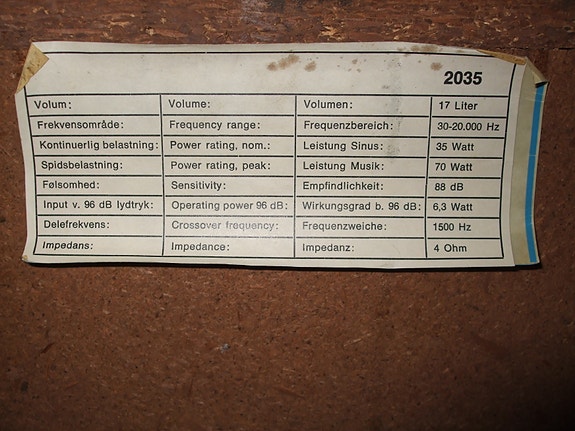 2035
Volum: Volume: Volumen: 17 Liter
Frekvensområde: Frequency range: Frequenzbereich: 30-20.000 Hz
Kontinuerlig belastning: Power rating, nom.: Leistung Sinus: 35 Watt
Spidsbelastning: Power rating, peak: Leistung Musik: 70 Watt
Følsomhed: Sensitivity: Empfindlichkeit: 88 dB
Input v. 96 dB lydtryk: Operating power 96 dB: Wirkungsgrad b. 96 dB: 6,3 Watt
Delefrekvens: Crossover frequency: Frequenzweiche: 1500 Hz
Impedans: Impedance: Impedanz: 4 Ohm